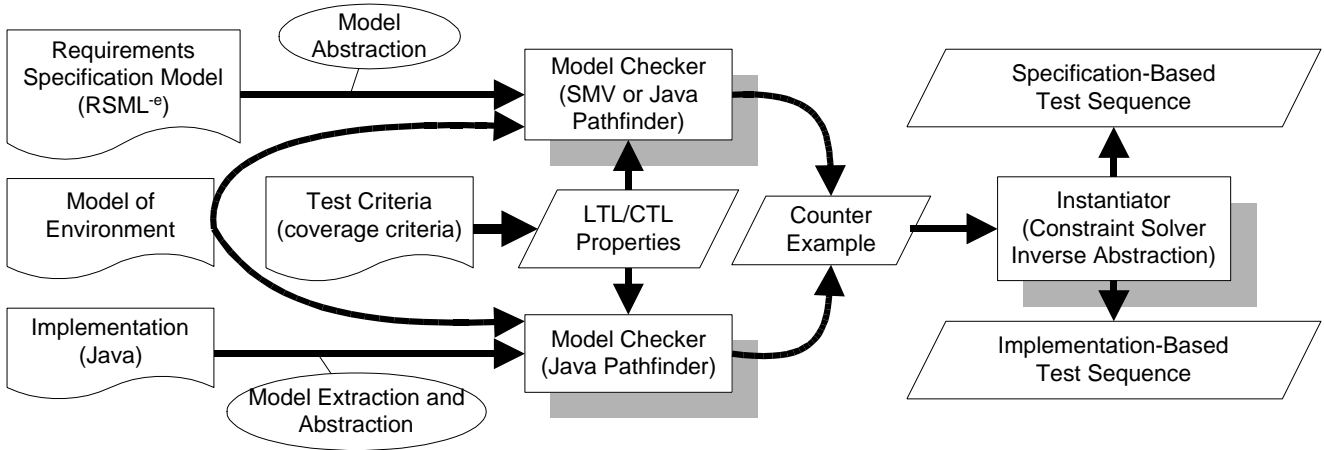 Model
Abstraction
Requirements
Specification Model
(RSML-e)
Model Checker
(SMV or Java
Pathfinder)
Specification-Based
Test Sequence
Model of
Environment
Test Criteria
(coverage criteria)
LTL/CTL
Properties
Counter
Example
Instantiator
(Constraint Solver
Inverse Abstraction)
Implementation
(Java)
Model Checker
(Java Pathfinder)
Implementation-Based
Test Sequence
Model Extraction and
Abstraction